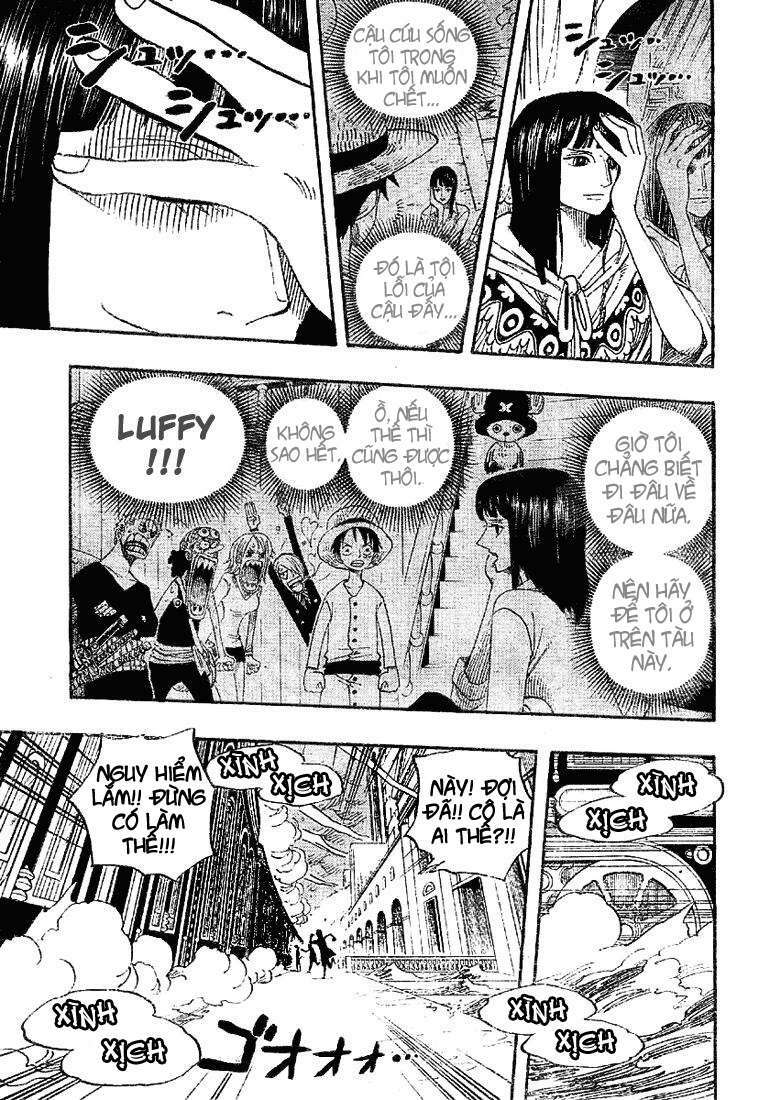 シュッ…
シュッ…
CẬU CỨU SỐNG
TÔI TRONG
KHI TÔI MUỐN
CHẾT...
ĐÓ LÀ TỘI
LỖI CỦA
CẬU ĐẤY...
シュッ…
シュッ…
GIỜ TÔI
CHẲNG BIẾT
ĐI ĐÂU VỀ
ĐÂU NỮA.
NÊN HÃY
ĐỂ TÔI Ở
TRÊN TÀU
NÀY.
Ồ, NẾU
THẾ THÌ
CŨNG ĐƯỢC
THÔI.
KHÔNG
SAO HẾT.
LUFFY
!!!
XÌNH
XỊCH
XÌNH
XỊCH
NÀY! ĐỢI
ĐÃ!! CÔ LÀ
AI THẾ?!!
XÌNH
XỊCH
NGUY HIỂM
LẮM!! ĐỪNG
CÓ LÀM
THẾ!!!
XÌNH
XỊCH
ゴオオォ…